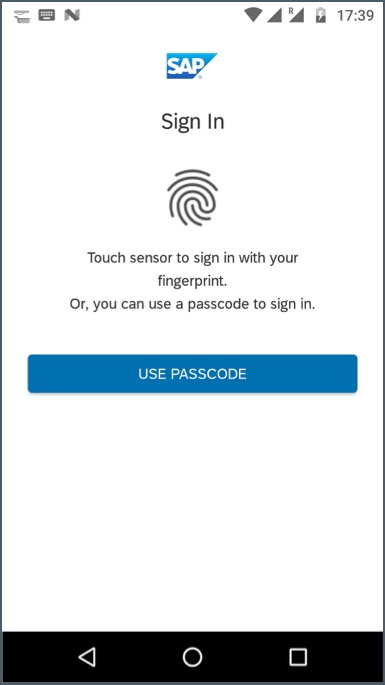 R
17:39
SAP
Sign In
Touch sensor to sign in with your
fingerprint.
Or, you can use a passcode to sign in.
USE PASSCODE